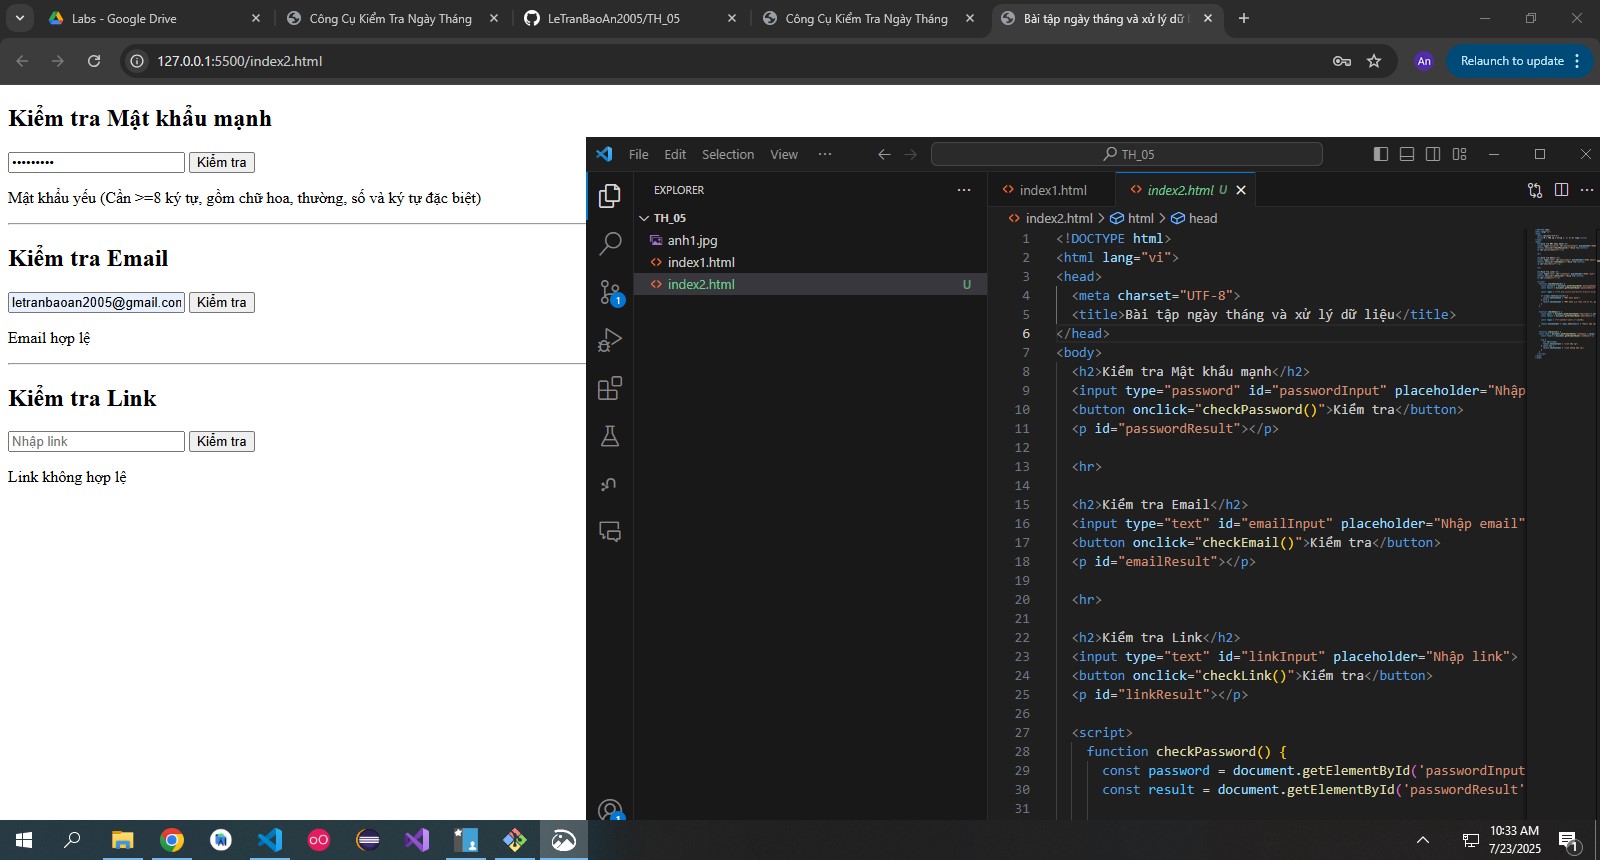 Labs - Google Drive
Công Cụ Kiểm Tra Ngày Tháng
LeTranBaoAn2005/TH_05
Công Cụ Kiểm Tra Ngày Tháng
Bài tập ngày tháng và xử lý dữ l
127.0.0.1:5500/index2.html
An
Relaunch to update
Kiểm tra Mật khẩu mạnh
•••••••••
Kiểm tra
Mật khẩu yếu (Cần >=8 ký tự, gồm chữ hoa, thường, số và ký tự đặc biệt)
Kiểm tra Email
letranbaoan2005@gmail.com
Kiểm tra
Email hợp lệ
Kiểm tra Link
Nhập link
Kiểm tra
Link không hợp lệ
File Edit Selection View ···
TH_05
EXPLORER
TH_05
anh1.jpg
index1.html
index2.html U
1
index1.html
index2.html U
index2.html > html > head
1 <!DOCTYPE html>
2 <html lang="vi">
3 <head>
4 <meta charset="UTF-8">
5 <title>Bài tập ngày tháng và xử lý dữ liệu</title>
6 </head>
7 <body>
8 <h2>Kiểm tra Mật khẩu mạnh</h2>
9 <input type="password" id="passwordInput" placeholder="Nhập
10 <button onclick="checkPassword()">Kiểm tra</button>
11 <p id="passwordResult"></p>
12
13 <hr>
14
15 <h2>Kiểm tra Email</h2>
16 <input type="text" id="emailInput" placeholder="Nhập email"
17 <button onclick="checkEmail()">Kiểm tra</button>
18 <p id="emailResult"></p>
19
20 <hr>
21
22 <h2>Kiểm tra Link</h2>
23 <input type="text" id="linkInput" placeholder="Nhập link">
24 <button onclick="checkLink()">Kiểm tra</button>
25 <p id="linkResult"></p>
26
27 <script>
28 function checkPassword() {
29 const password = document.getElementById('passwordInput
30 const result = document.getElementById('passwordResult'
31
10:33 AM
7/23/2025
1